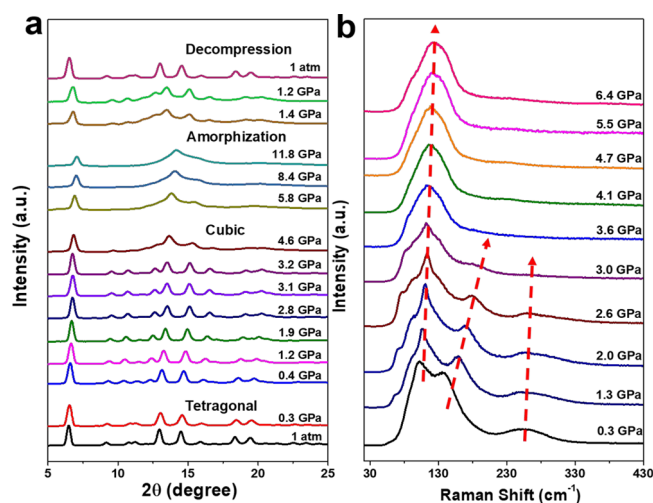 a
Decompression
1 atm
1.2 GPa
1.4 GPa
Amorphization
11.8 GPa
8.4 GPa
5.8 GPa
Cubic
4.6 GPa
3.2 GPa
3.1 GPa
2.8 GPa
1.9 GPa
1.2 GPa
0.4 GPa
Tetragonal
0.3 GPa
1 atm
Intensity (a.u.)
5 10 15 20 25
2θ (degree)
b
6.4 GPa
5.5 GPa
4.7 GPa
4.1 GPa
3.6 GPa
3.0 GPa
2.6 GPa
2.0 GPa
1.3 GPa
0.3 GPa
Intensity (a.u.)
30 130 230 330 430
Raman Shift (cm⁻¹)